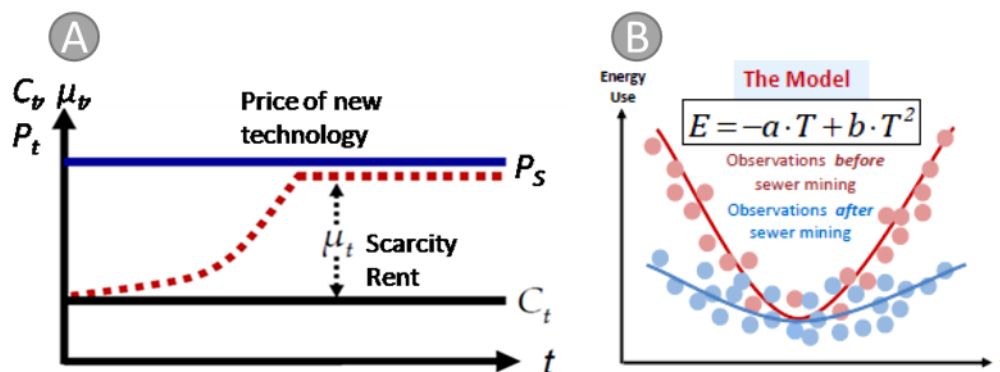 A
C_t, μ_t,
P_t
Price of new
technology
P_S
μ_t
Scarcity
Rent
C_t
t
B
Energy
Use
The Model
E = -a · T + b · T²
Observations before
sewer mining
Observations after
sewer mining